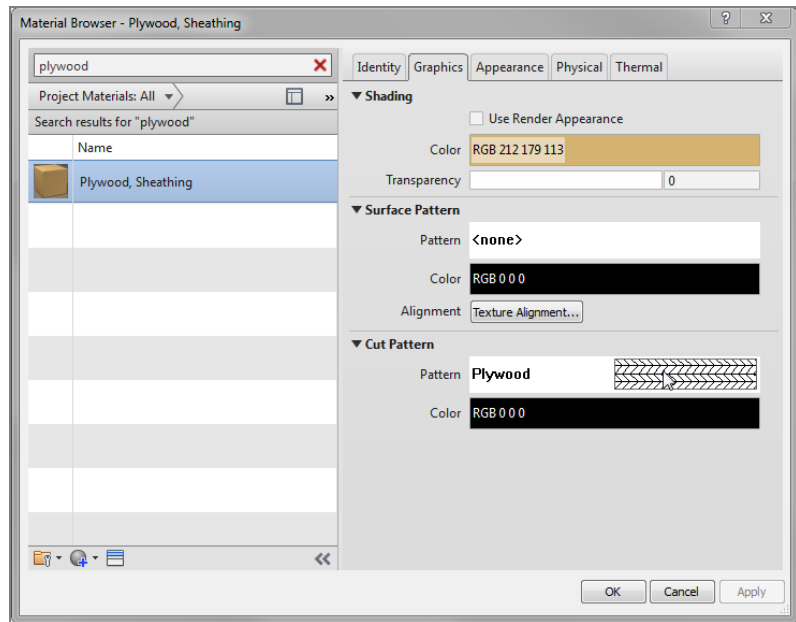 Material Browser - Plywood, Sheathing
plywood
Project Materials: All
Search results for "plywood"
Name
Plywood, Sheathing
Identity Graphics Appearance Physical Thermal
Shading
Use Render Appearance
Color RGB 212 179 113
Transparency 0
Surface Pattern
Pattern <none>
Color RGB 0 0 0
Alignment Texture Alignment...
Cut Pattern
Pattern Plywood
Color RGB 0 0 0
OK Cancel Apply